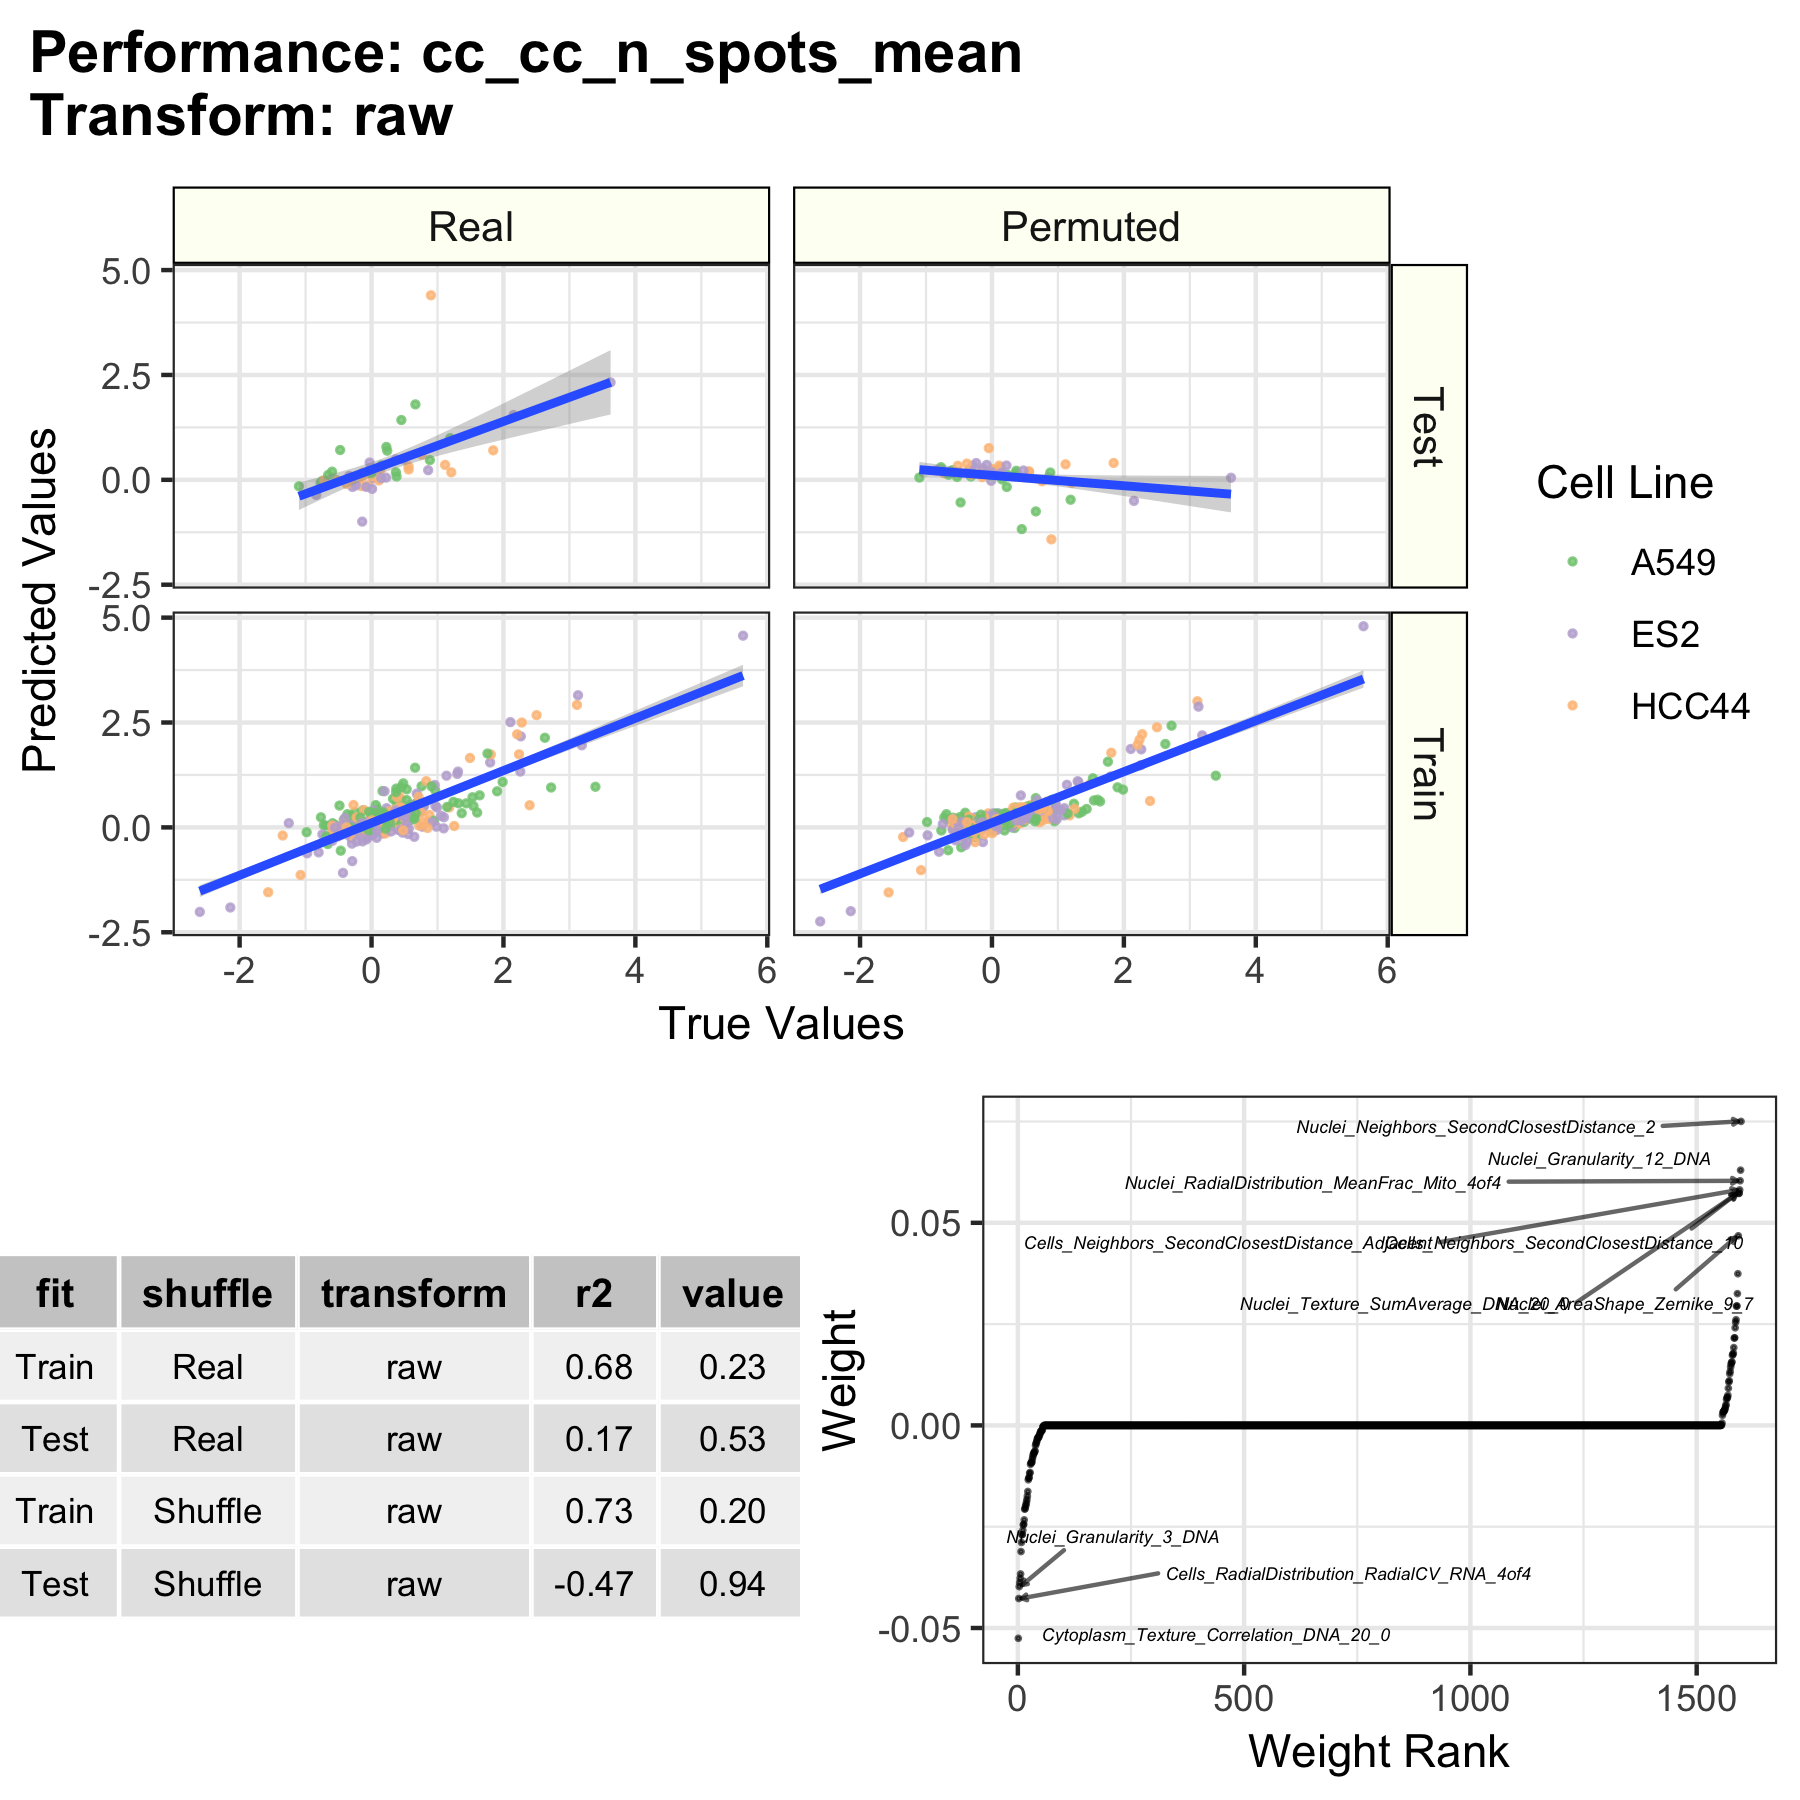 Performance: cc_cc_n_spots_mean
Transform: raw
Real
Permuted
5.0
2.5
0.0
-2.5
Test
5.0
2.5
0.0
-2.5
Train
Predicted Values
-2 0 2 4 6
-2 0 2 4 6
True Values
Cell Line
A549
ES2
HCC44
fit shuffle transform r2 value
Train Real raw 0.68 0.23
Test Real raw 0.17 0.53
Train Shuffle raw 0.73 0.20
Test Shuffle raw -0.47 0.94
Weight
0.05
0.00
-0.05
Nuclei_Neighbors_SecondClosestDistance_2
Nuclei_Granularity_12_DNA
Nuclei_RadialDistribution_MeanFrac_Mito_4of4
Cells_Neighbors_SecondClosestDistance_Adjacent
Cells_Neighbors_SecondClosestDistance_10
Nuclei_Texture_SumAverage_DNA_20_0
Nuclei_AreaShape_Zernike_9_7
Nuclei_Granularity_3_DNA
Cells_RadialDistribution_RadialCV_RNA_4of4
Cytoplasm_Texture_Correlation_DNA_20_0
0 500 1000 1500
Weight Rank